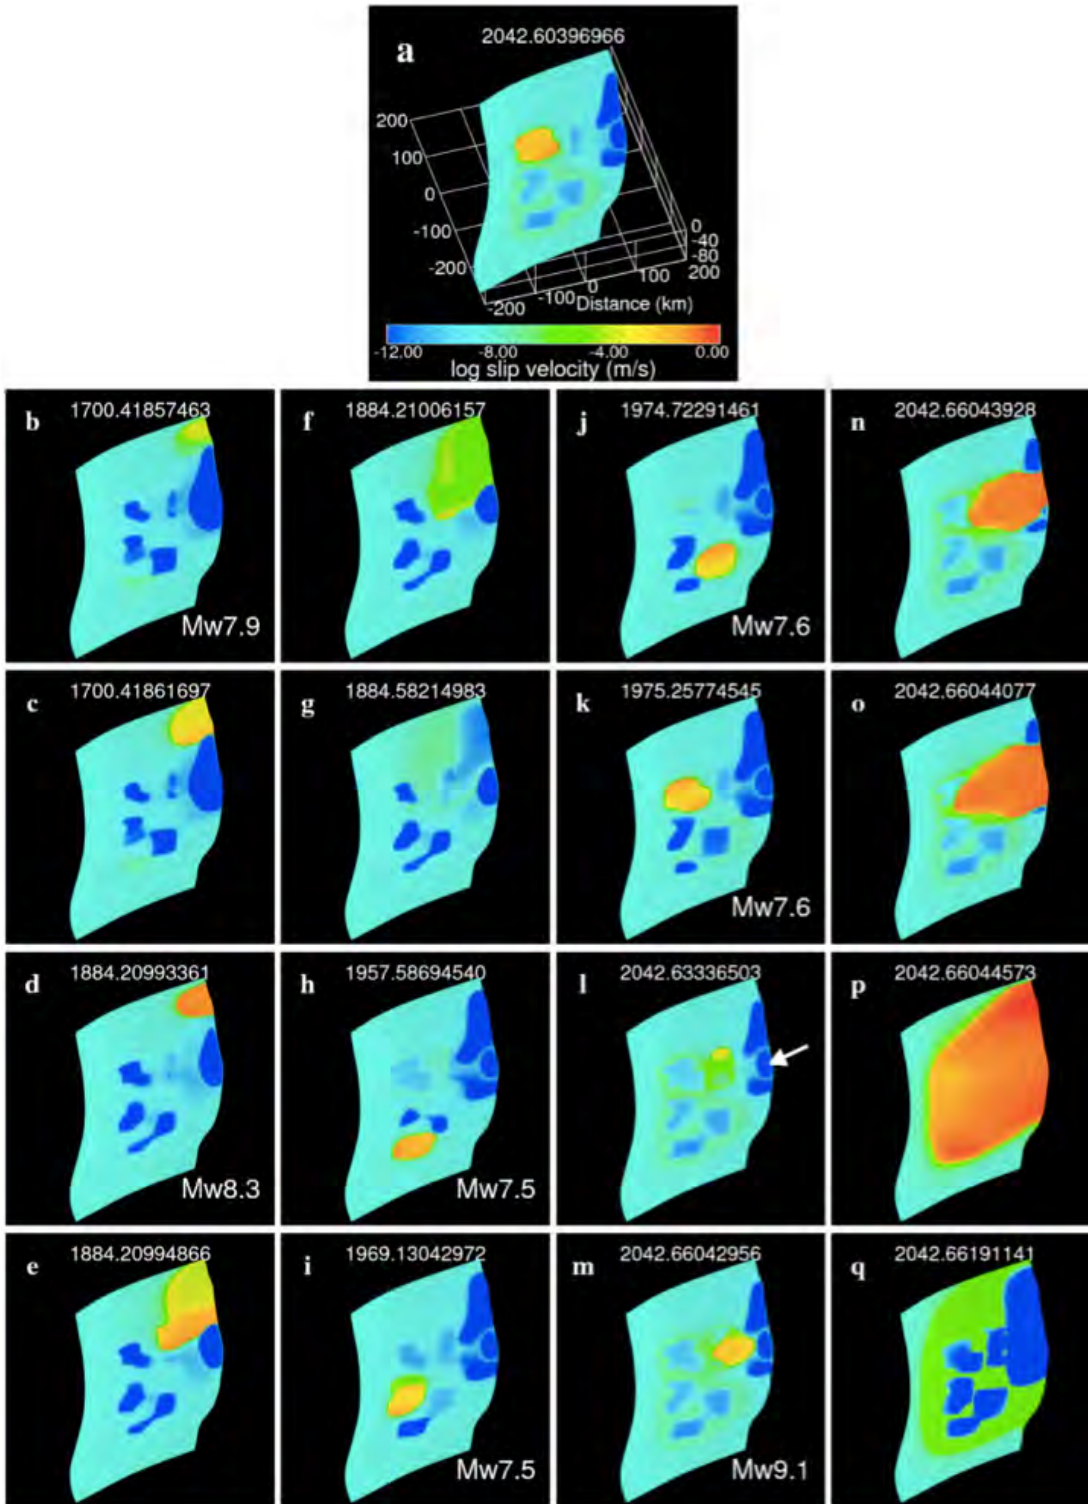 a
2042.60396966
200
100
0
-100
-200
0
-40
-80
200
100
0
-100
-200
Distance (km)
-12.00 -8.00 -4.00 0.00
log slip velocity (m/s)
b 1700.41857463
Mw7.9
f 1884.21006157
j 1974.72291461
Mw7.6
n 2042.66043928
c 1700.41861697
g 1884.58214983
k 1975.25774545
Mw7.6
o 2042.66044077
d 1884.20993361
Mw8.3
h 1957.58694540
Mw7.5
l 2042.63336503
p 2042.66044573
e 1884.20994866
i 1969.13042972
Mw7.5
m 2042.66042956
Mw9.1
q 2042.66191141